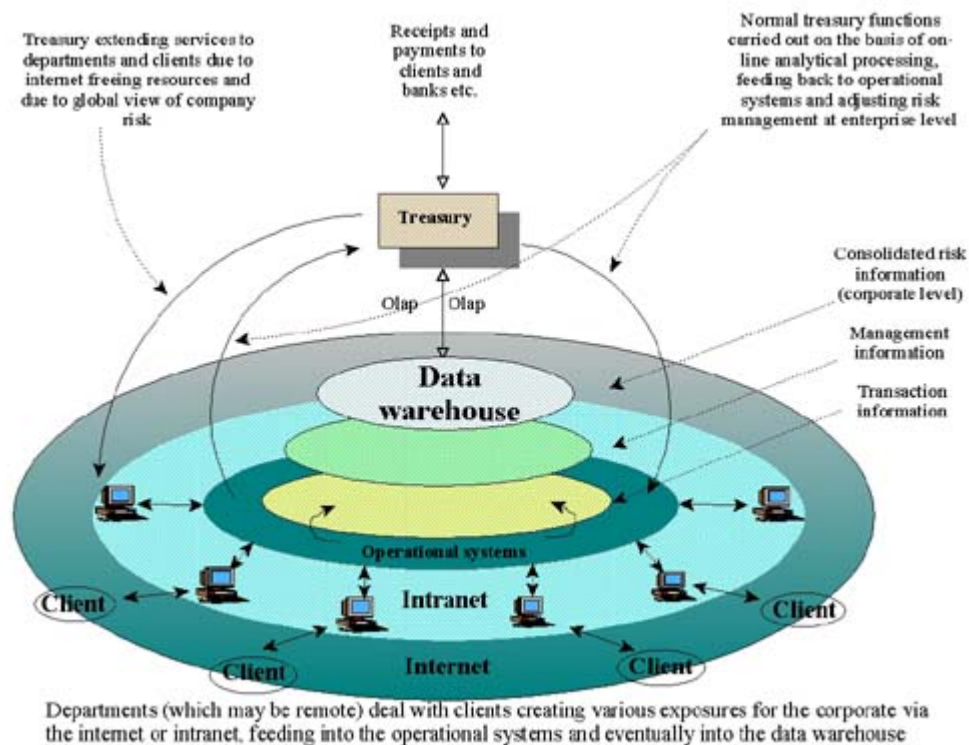 Treasury extending services to
departments and clients due to
internet freeing resources and
due to global view of company
risk
Receipts and
payments to
clients and
banks etc.
Normal treasury functions
carried out on the basis of on-
line analytical processing,
feeding back to operational
systems and adjusting risk
management at enterprise level
Treasury
Olap
Olap
Consolidated risk
information
(corporate level)
Management
information
Transaction
information
Data
warehouse
Operational systems
Intranet
Internet
Client
Client
Client
Client
Departments (which may be remote) deal with clients creating various exposures for the corporate via
the internet or intranet, feeding into the operational systems and eventually into the data warehouse